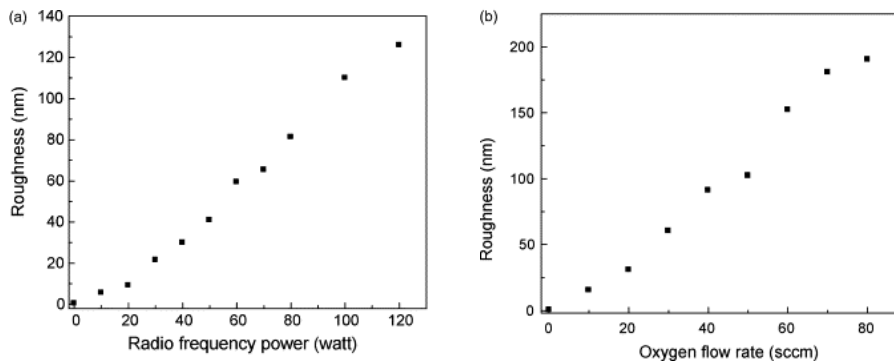 (a)
140
120
100
80
60
40
20
0
Roughness (nm)
0 20 40 60 80 100 120
Radio frequency power (watt)
(b)
200
150
100
50
0
Roughness (nm)
0 20 40 60 80
Oxygen flow rate (sccm)